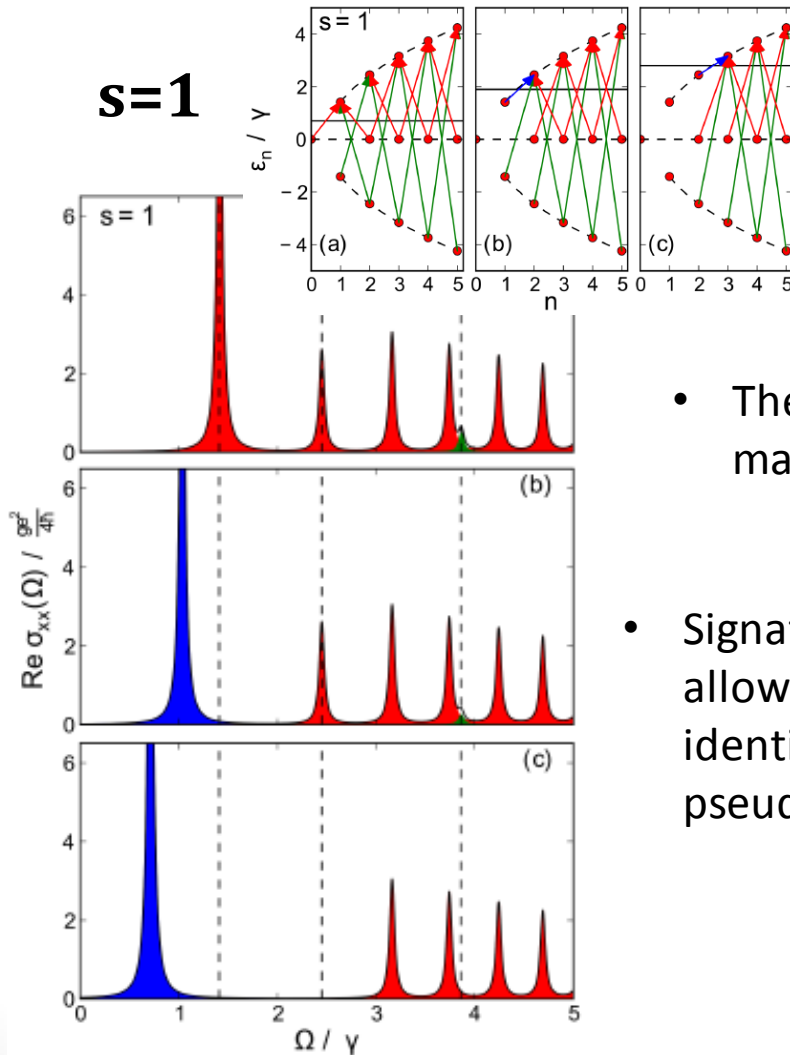 s=1
s = 1
εn / γ
4
2
0
− 2
− 4
(a)
(b)
(c)
0 1 2 3 4 5
0 1 2 3 4 5
0 1 2 3 4 5
n
s = 1
6
4
2
0
(b)
6
4
2
0
(c)
6
4
2
0
Re σxx(Ω) / ge²/4ħ
0 1 2 3 4 5
Ω / γ
• The
ma
• Signat
allow
identi
pseud